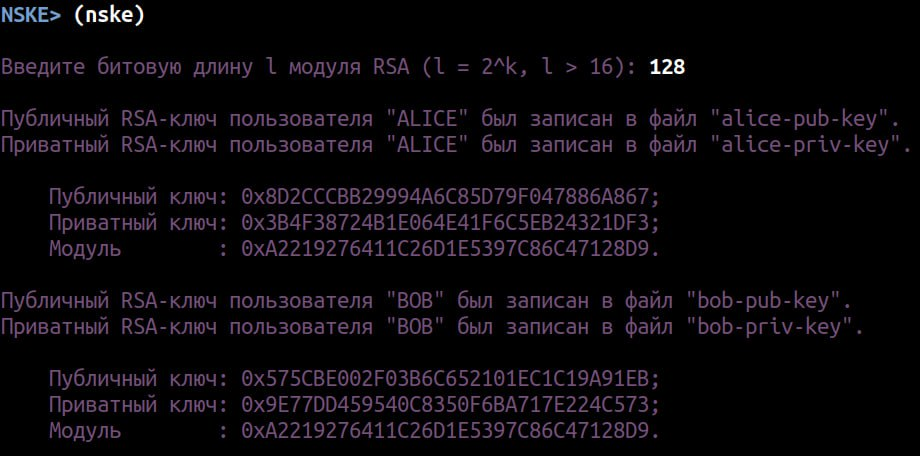 NSKE> (nske)
Введите битовую длину l модуля RSA (l = 2^k, l > 16): 128
Публичный RSA-ключ пользователя "ALICE" был записан в файл "alice-pub-key".
Приватный RSA-ключ пользователя "ALICE" был записан в файл "alice-priv-key".
Публичный ключ: 0x8D2CCCBB29994A6C85D79F047886A867;
Приватный ключ: 0x3B4F38724B1E064E41F6C5EB24321DF3;
Модуль : 0xA2219276411C26D1E5397C86C47128D9.
Публичный RSA-ключ пользователя "BOB" был записан в файл "bob-pub-key".
Приватный RSA-ключ пользователя "BOB" был записан в файл "bob-priv-key".
Публичный ключ: 0x575CBE002F03B6C652101EC1C19A91EB;
Приватный ключ: 0x9E77DD459540C8350F6BA717E224C573;
Модуль : 0xA2219276411C26D1E5397C86C47128D9.